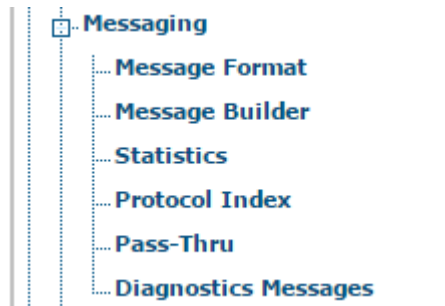 Messaging
Message Format
Message Builder
Statistics
Protocol Index
Pass-Thru
Diagnostics Messages